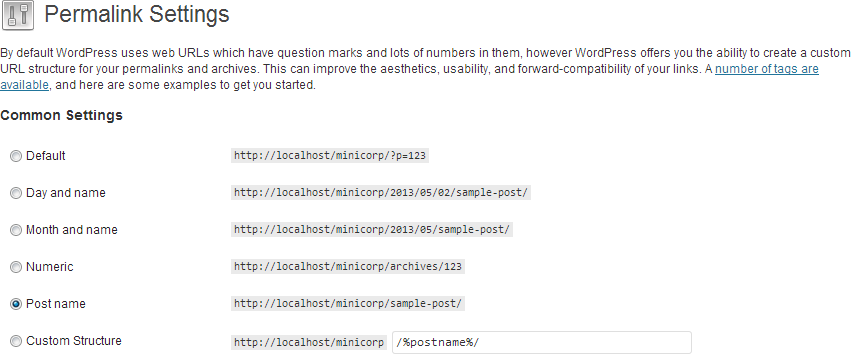 Permalink Settings
By default WordPress uses web URLs which have question marks and lots of numbers in them, however WordPress offers you the ability to create a custom
URL structure for your permalinks and archives. This can improve the aesthetics, usability, and forward-compatibility of your links. A number of tags are
available, and here are some examples to get you started.
Common Settings
Default http://localhost/minicorp/?p=123
Day and name http://localhost/minicorp/2013/05/02/sample-post/
Month and name http://localhost/minicorp/2013/05/sample-post/
Numeric http://localhost/minicorp/archives/123
Post name http://localhost/minicorp/sample-post/
Custom Structure http://localhost/minicorp /%postname%/